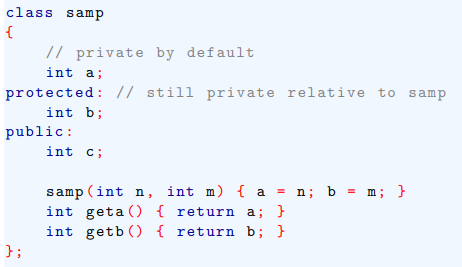 class samp
{
    // private by default
    int a;
protected: // still private relative to samp
    int b;
public:
    int c;

    samp(int n, int m) { a = n; b = m; }
    int geta() { return a; }
    int getb() { return b; }
};